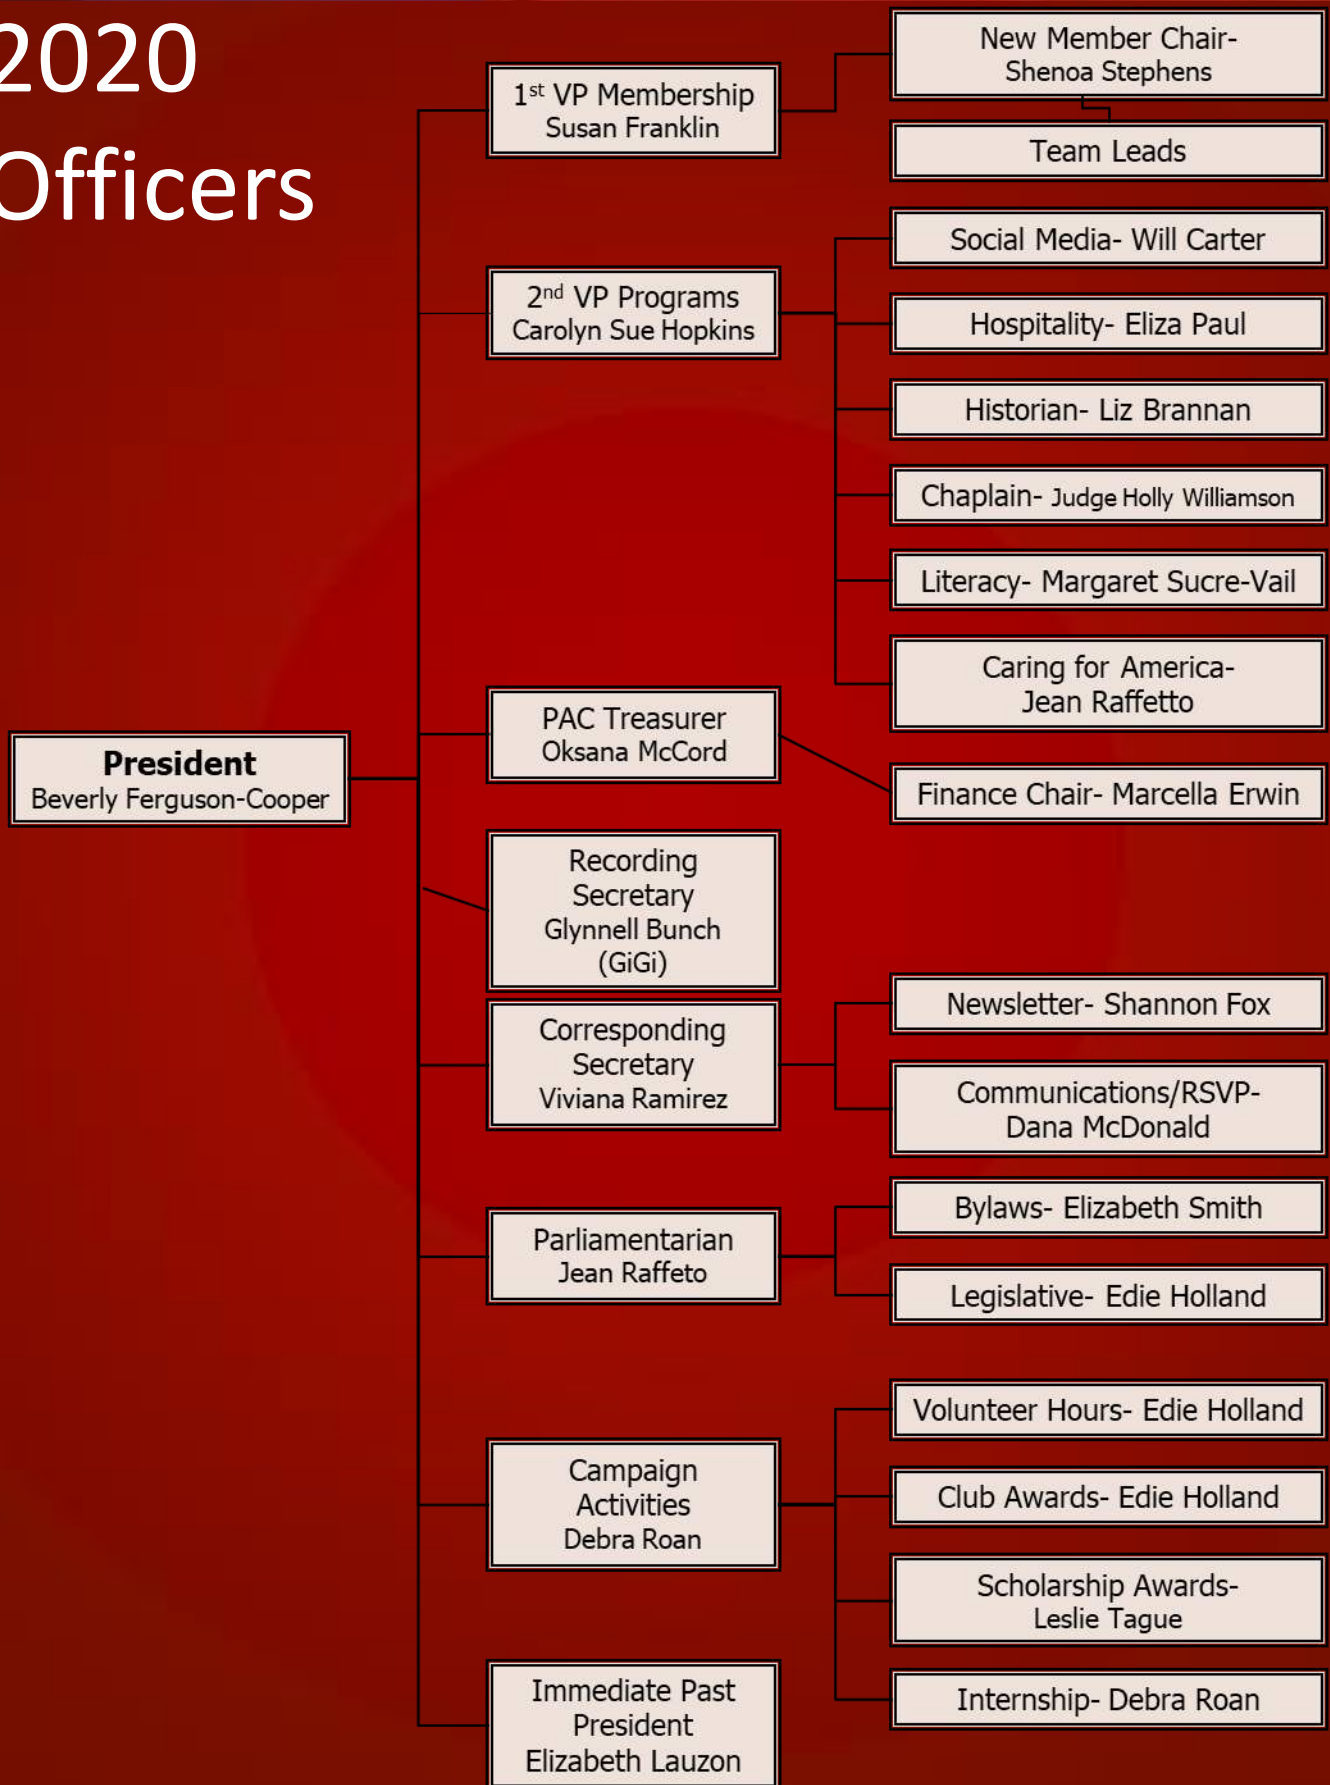 2020
Officers
President
Beverly Ferguson-Cooper
1st VP Membership
Susan Franklin
New Member Chair-
Shenoa Stephens
Team Leads
2nd VP Programs
Carolyn Sue Hopkins
Social Media- Will Carter
Hospitality- Eliza Paul
Historian- Liz Brannan
Chaplain- Judge Holly Williamson
Literacy- Margaret Sucre-Vail
Caring for America-
Jean Raffetto
PAC Treasurer
Oksana McCord
Finance Chair- Marcella Erwin
Recording
Secretary
Glynnell Bunch
(GiGi)
Corresponding
Secretary
Viviana Ramirez
Newsletter- Shannon Fox
Communications/RSVP-
Dana McDonald
Parliamentarian
Jean Raffeto
Bylaws- Elizabeth Smith
Legislative- Edie Holland
Campaign
Activities
Debra Roan
Volunteer Hours- Edie Holland
Club Awards- Edie Holland
Scholarship Awards-
Leslie Tague
Internship- Debra Roan
Immediate Past
President
Elizabeth Lauzon